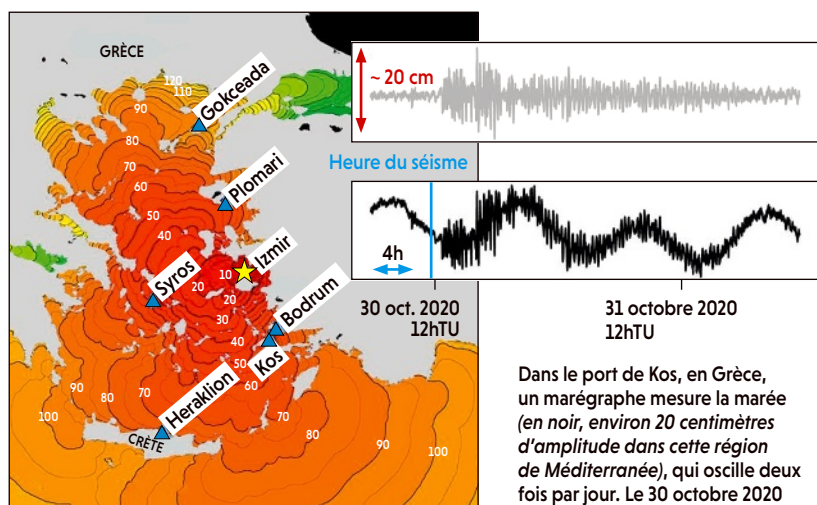 GRÈCE
120
110
90
80
70
60
50
40
10
20
20
30
40
50
60
70
80
90
100
70
80
90
100
Gokceada
Plomari
Izmir
Syros
Bodrum
Kos
Heraklion
CRÈTE
~ 20 cm
Heure du séisme
4h
30 oct. 2020
12hTU
31 octobre 2020
12hTU
Dans le port de Kos, en Grèce,
un marégraphe mesure la marée
(en noir, environ 20 centimètres
d'amplitude dans cette région
de Méditerranée), qui oscille deux
fois par jour. Le 30 octobre 2020